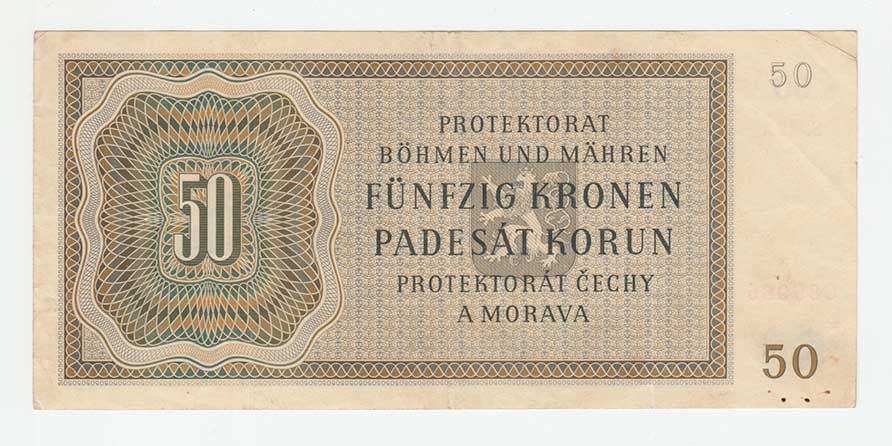 50
PROTEKTORAT
BÖHMEN UND MÄHREN
FÜNFZIG KRONEN
PADESÁT KORUN
PROTEKTORÁT ČECHY
A MORAVA
50
50